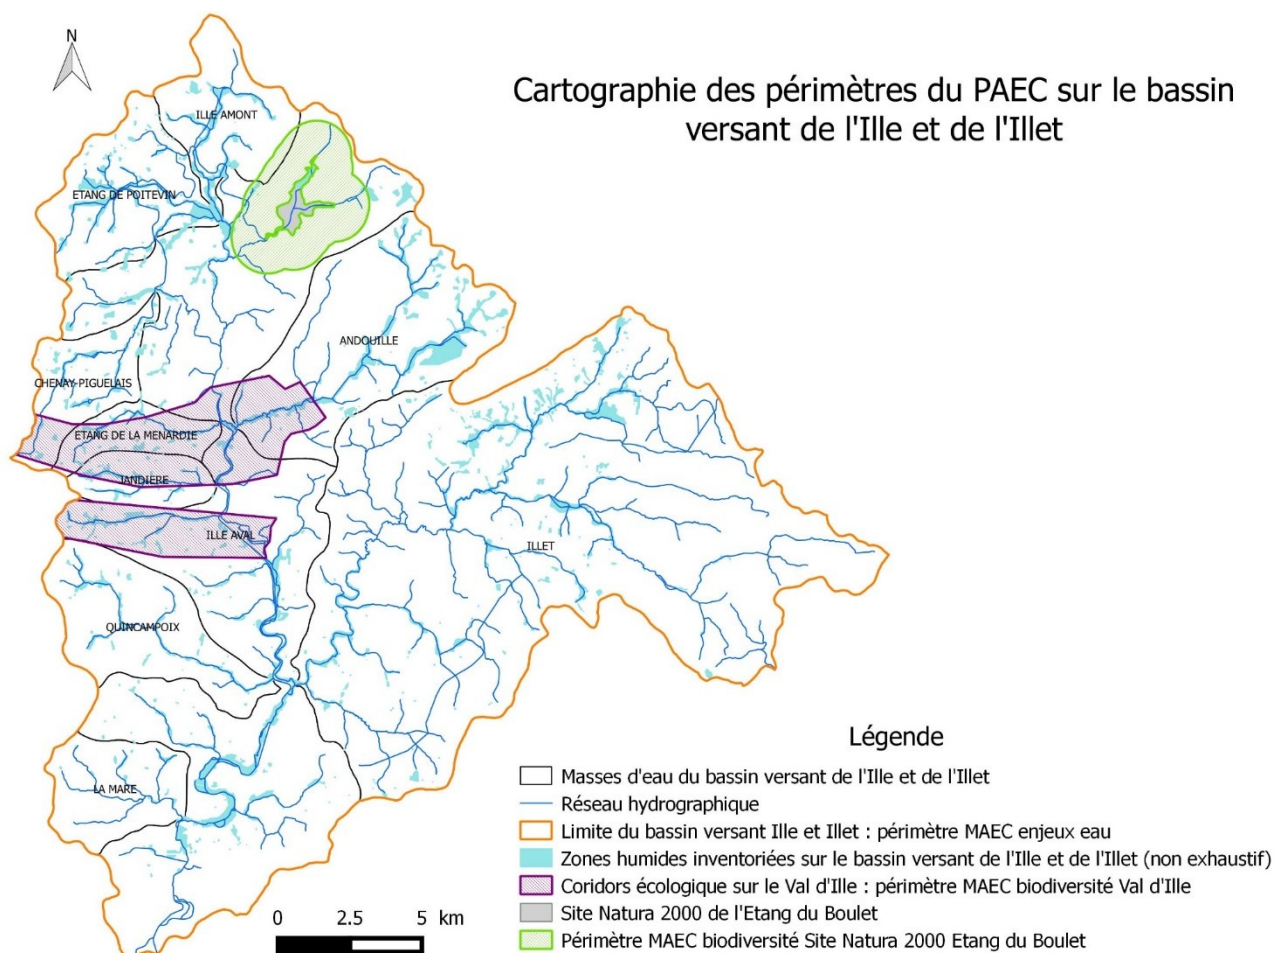 N
Cartographie des périmètres du PAEC sur le bassin
versant de l'Ille et de l'Illet
ILLE AMONT
ETANG DE POITEVIN
ANDOUILLE
CHENAY-PIGUELAIS
ETANG DE LA MENARDIE
JANDIERE
ILLE AVAL
ILLET
QUINCAMPOIX
LA MARE
Légende
Masses d'eau du bassin versant de l'Ille et de l'Illet
Réseau hydrographique
Limite du bassin versant Ille et Illet : périmètre MAEC enjeux eau
Zones humides inventoriées sur le bassin versant de l'Ille et de l'Illet (non exhaustif)
Coridors écologique sur le Val d'Ille : périmètre MAEC biodiversité Val d'Ille
Site Natura 2000 de l'Etang du Boulet
Périmètre MAEC biodiversité Site Natura 2000 Etang du Boulet
0 2.5 5 km